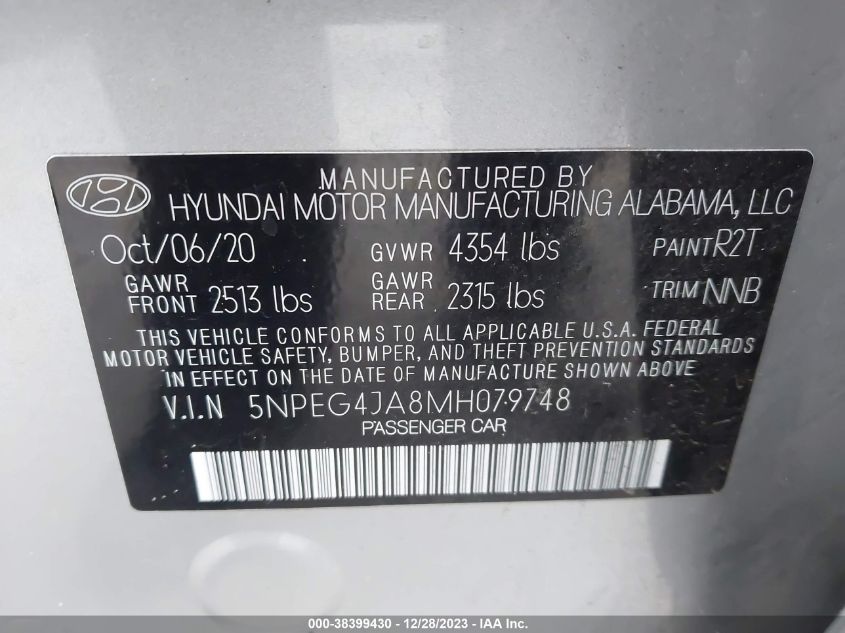 MANUFACTURED BY
HYUNDAI MOTOR MANUFACTURING ALABAMA, LLC
Oct/06/20 GVWR 4354 lbs PAINT R2T
GAWR FRONT 2513 lbs GAWR REAR 2315 lbs TRIM NNB
THIS VEHICLE CONFORMS TO ALL APPLICABLE U.S.A. FEDERAL
MOTOR VEHICLE SAFETY, BUMPER, AND THEFT PREVENTION STANDARDS
IN EFFECT ON THE DATE OF MANUFACTURE SHOWN ABOVE
V.I.N 5NPEG4JA8MH079748
PASSENGER CAR
000-38399430 - 12/28/2023 - IAA Inc.